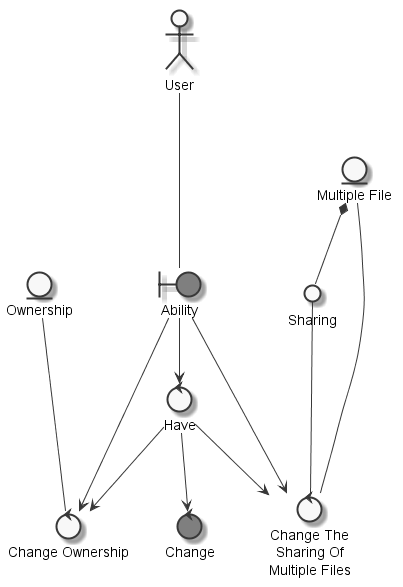 User
Multiple File
Ownership
Ability
Sharing
Have
Change Ownership
Change
Change The
Sharing Of
Multiple Files